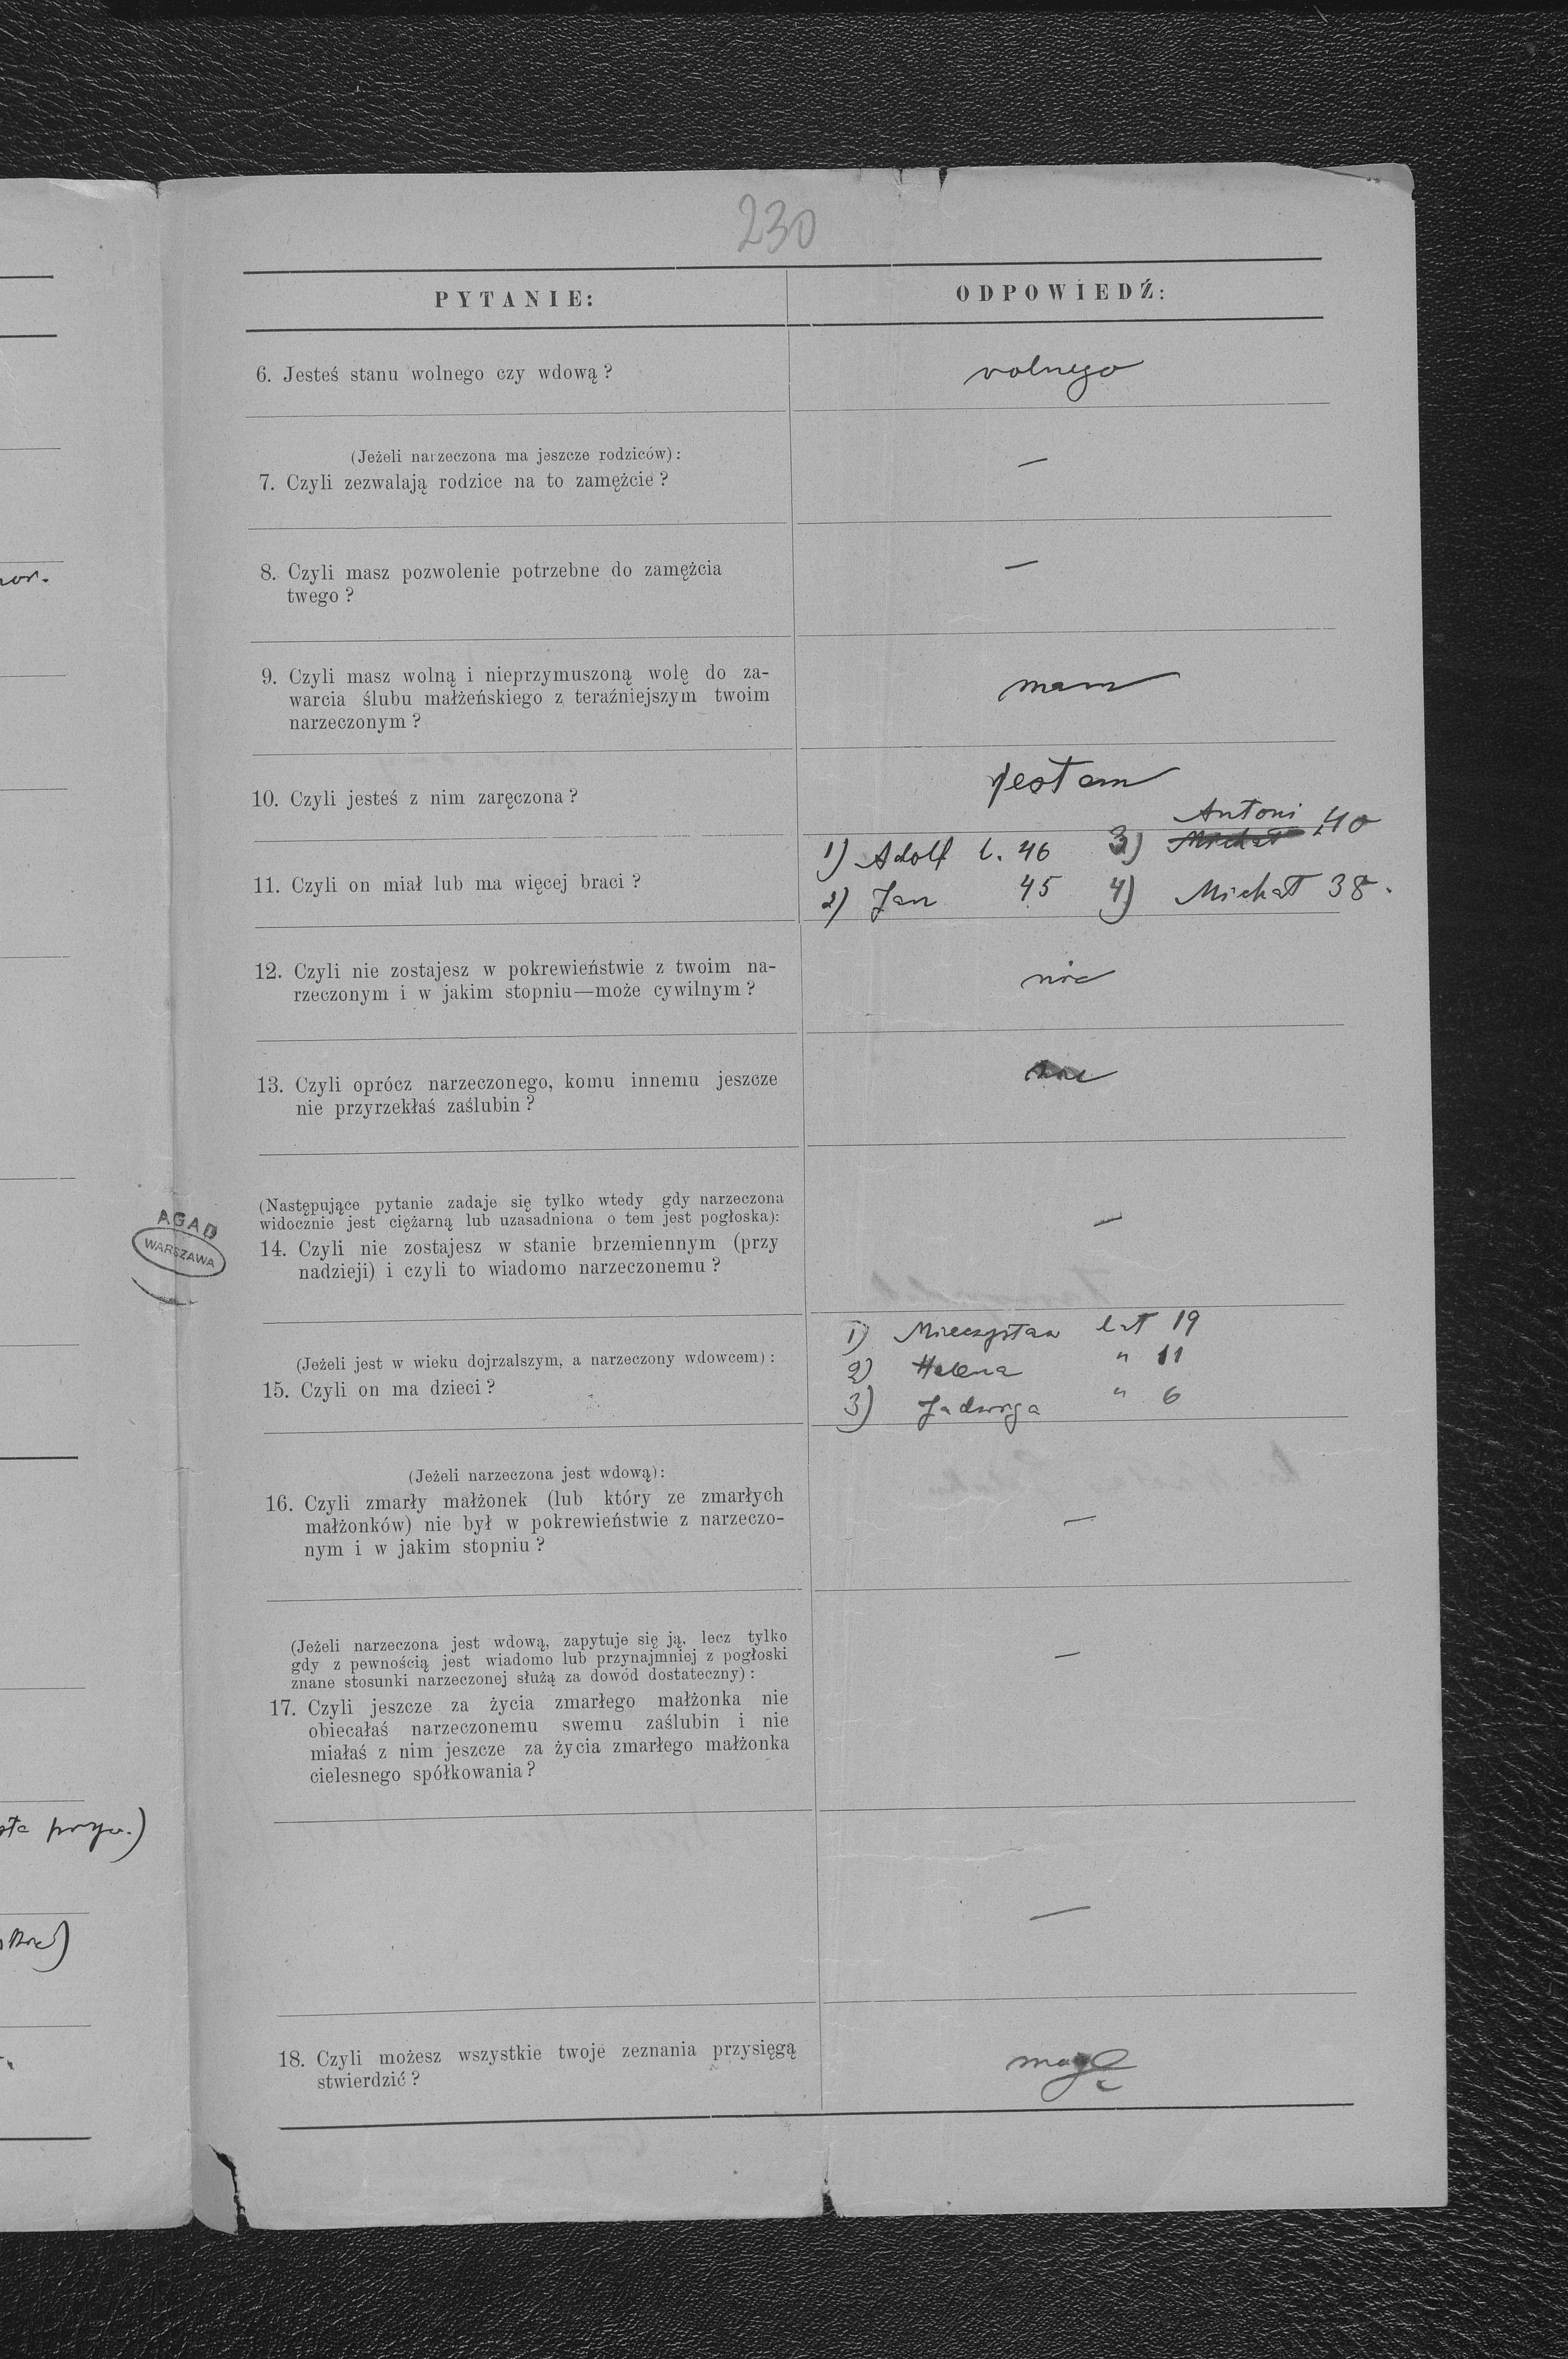 230
PYTANIE:
ODPOWIEDŹ:
6. Jesteś stanu wolnego czy wdową?
wolnego
(Jeżeli narzeczona ma jeszcze rodziców):
7. Czyli zezwalają rodzice na to zamężcie?
—
8. Czyli masz pozwolenie potrzebne do zamężcia
twego?
—
9. Czyli masz wolną i nieprzymuszoną wolę do za-
warcia ślubu małżeńskiego z teraźniejszym twoim
narzeczonym?
mam
10. Czyli jesteś z nim zaręczona?
jestem
11. Czyli on miał lub ma więcej braci?
1) Adolf l. 46 3) Michał Antoni 40
2) Jan 45 4) Michał 38.
12. Czyli nie zostajesz w pokrewieństwie z twoim na-
rzeczonym i w jakim stopniu—może cywilnym?
nie
13. Czyli oprócz narzeczonego, komu innemu jeszcze
nie przyrzekłaś zaślubin?
nie
(Następujące pytanie zadaje się tylko wtedy gdy narzeczona
widocznie jest ciężarną lub uzasadniona o tem jest pogłoska):
14. Czyli nie zostajesz w stanie brzemiennym (przy
nadzieji) i czyli to wiadomo narzeczonemu?
—
(Jeżeli jest w wieku dojrzalszym, a narzeczony wdowcem):
15. Czyli on ma dzieci?
1) Mieczysław lat 19
2) Helena " 11
3) Jadwiga " 6
(Jeżeli narzeczona jest wdową):
16. Czyli zmarły małżonek (lub który ze zmarłych
małżonków) nie był w pokrewieństwie z narzeczo-
nym i w jakim stopniu?
—
(Jeżeli narzeczona jest wdową, zapytuje się ją, lecz tylko
gdy z pewnością jest wiadomo lub przynajmniej z pogłoski
znane stosunki narzeczonej służą za dowód dostateczny):
17. Czyli jeszcze za życia zmarłego małżonka nie
obiecałaś narzeczonemu swemu zaślubin i nie
miałaś z nim jeszcze za życia zmarłego małżonka
cielesnego spółkowania?
—
—
18. Czyli możesz wszystkie twoje zeznania przysięgą
stwierdzić?
mogę
AGAD
WARSZAWA